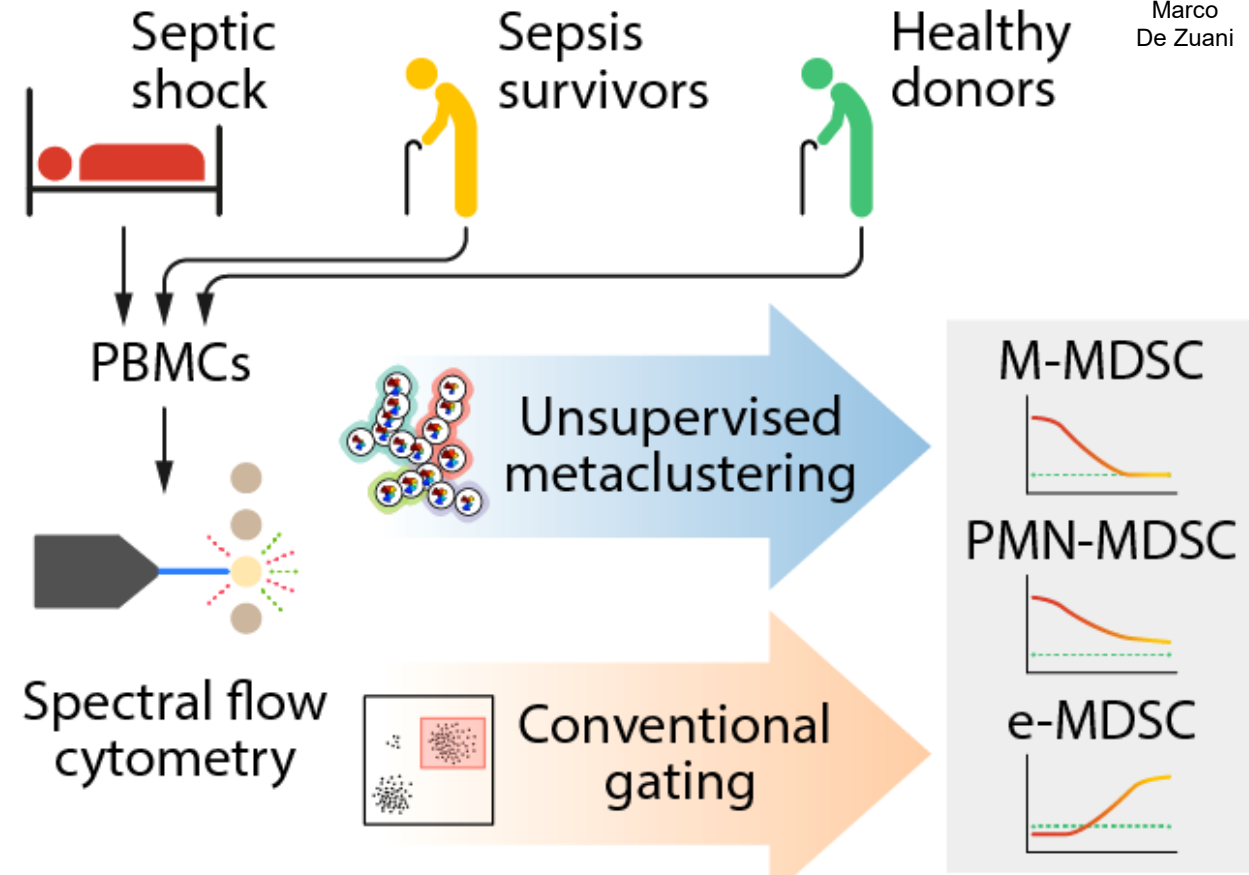 Septic
shock
Sepsis
survivors
Healthy
donors
Marco
De Zuani
PBMCs
Spectral flow
cytometry
Unsupervised
metaclustering
Conventional
gating
M-MDSC
PMN-MDSC
e-MDSC